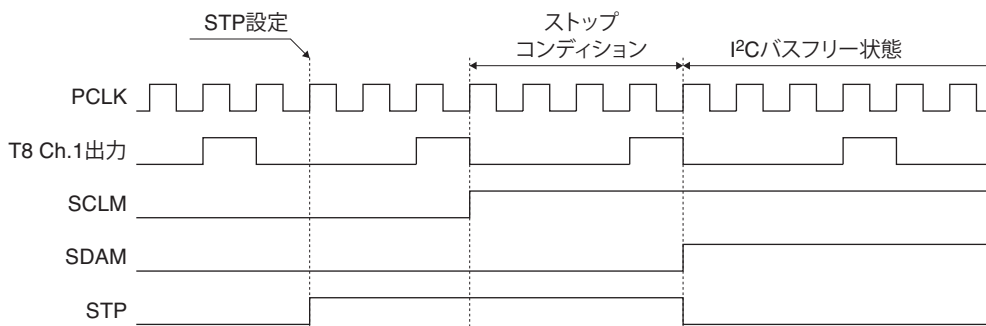 STP設定
ストップ
コンディション
I²Cバスフリー状態
PCLK
T8 Ch.1出力
SCLM
SDAM
STP